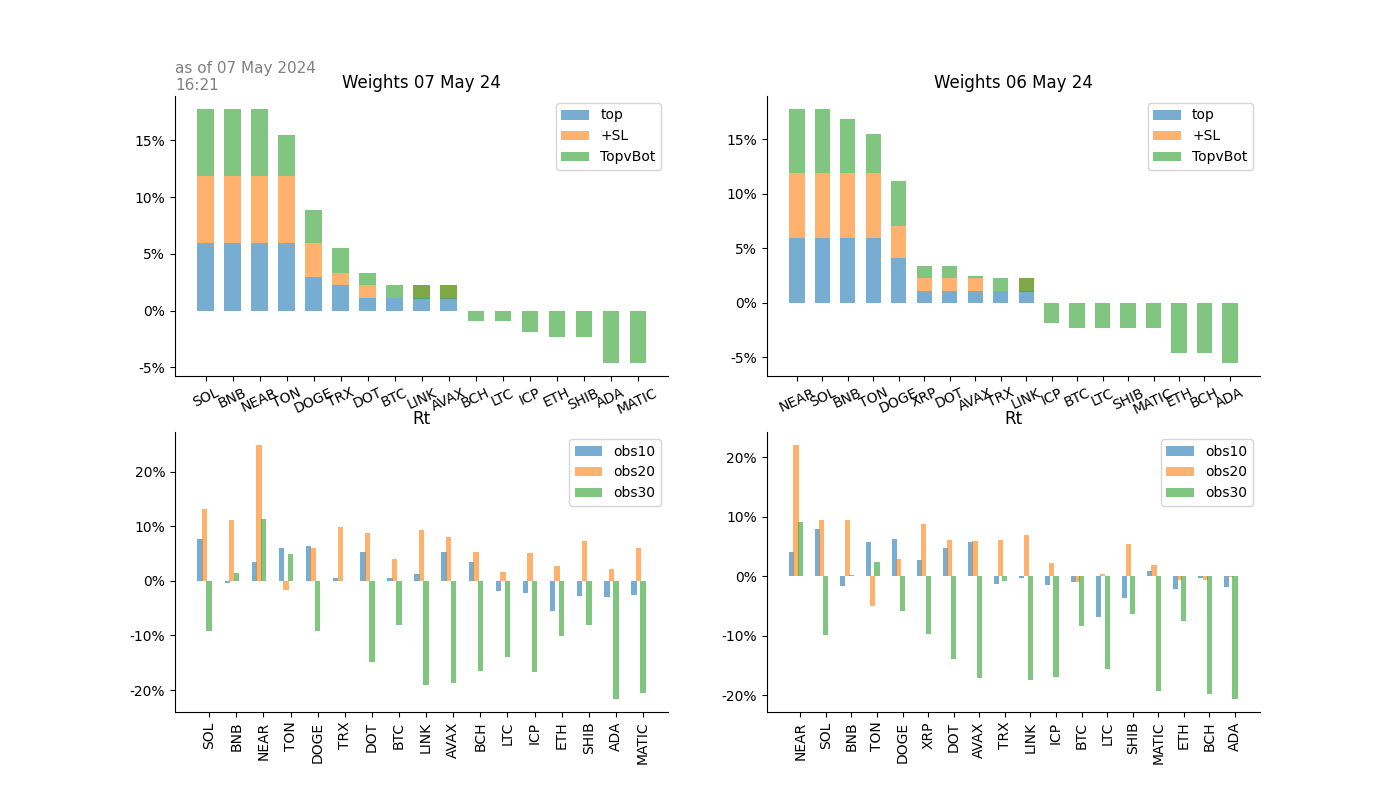 as of 07 May 2024
16:21
Weights 07 May 24
15%
10%
5%
0%
-5%
top
+SL
TopvBot
SOL BNB NEAR TON DOGE TRX DOT BTC LINK AVAX BCH LTC ICP ETH SHIB ADA MATIC
Weights 06 May 24
15%
10%
5%
0%
-5%
top
+SL
TopvBot
NEAR SOL BNB TON DOGE XRP DOT AVAX TRX LINK ICP BTC LTC SHIB MATIC ETH BCH ADA
Rt
20%
10%
0%
-10%
-20%
obs10
obs20
obs30
SOL BNB NEAR TON DOGE TRX DOT BTC LINK AVAX BCH LTC ICP ETH SHIB ADA MATIC
Rt
20%
10%
0%
-10%
-20%
obs10
obs20
obs30
NEAR SOL BNB TON DOGE XRP DOT AVAX TRX LINK ICP BTC LTC SHIB MATIC ETH BCH ADA